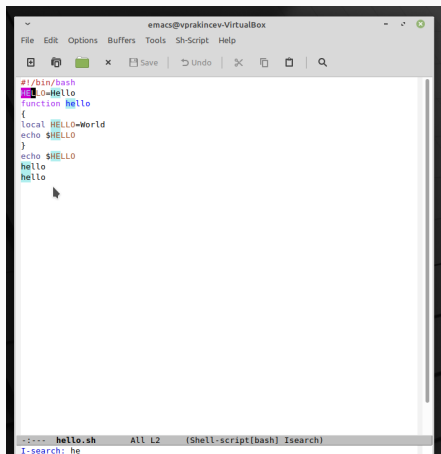 emacs@vprakincev-VirtualBox
File Edit Options Buffers Tools Sh-Script Help
Save Undo
#!/bin/bash
HELLO=Hello
function hello
{
local HELLO=World
echo $HELLO
}
echo $HELLO
hello
hello
-:--- hello.sh All L2 (Shell-script[bash] Isearch)
I-search: he